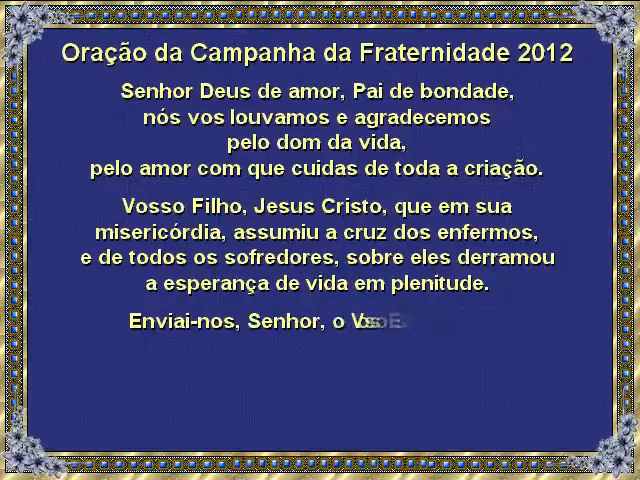 Oração da Campanha da Fraternidade 2012
Senhor Deus de amor, Pai de bondade,
nós vos louvamos e agradecemos
pelo dom da vida,
pelo amor com que cuidas de toda a criação.
Vosso Filho, Jesus Cristo, que em sua
misericórdia, assumiu a cruz dos enfermos,
e de todos os sofredores, sobre eles derramou
a esperança de vida em plenitude.
Enviai-nos, Senhor, o